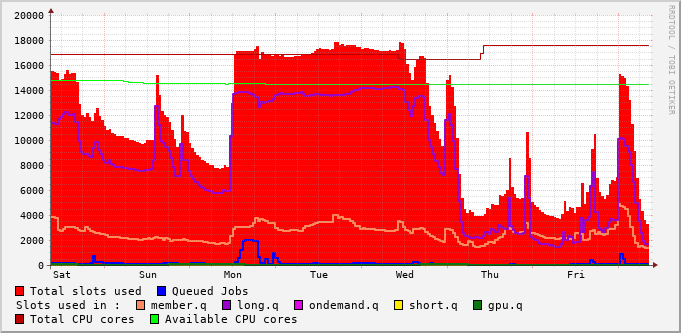 20000
18000
16000
14000
12000
10000
8000
6000
4000
2000
0
Sat Sun Mon Tue Wed Thu Fri
RRDTOOL / TOBI OETIKER
Total slots used Queued Jobs
Slots used in : member.q long.q ondemand.q short.q gpu.q
Total CPU cores Available CPU cores